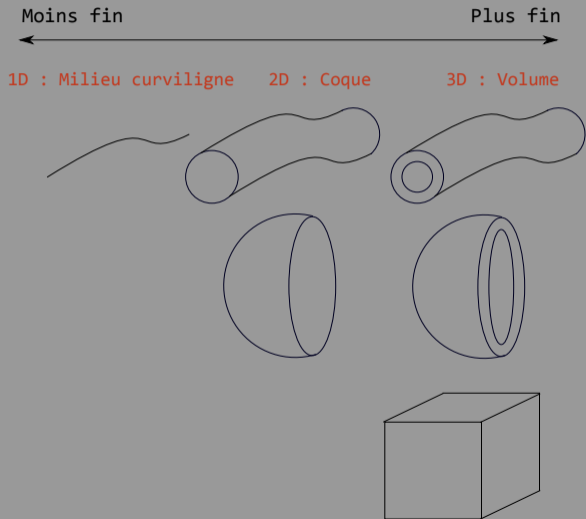 Moins fin
Plus fin
1D : Milieu curviligne
2D : Coque
3D : Volume